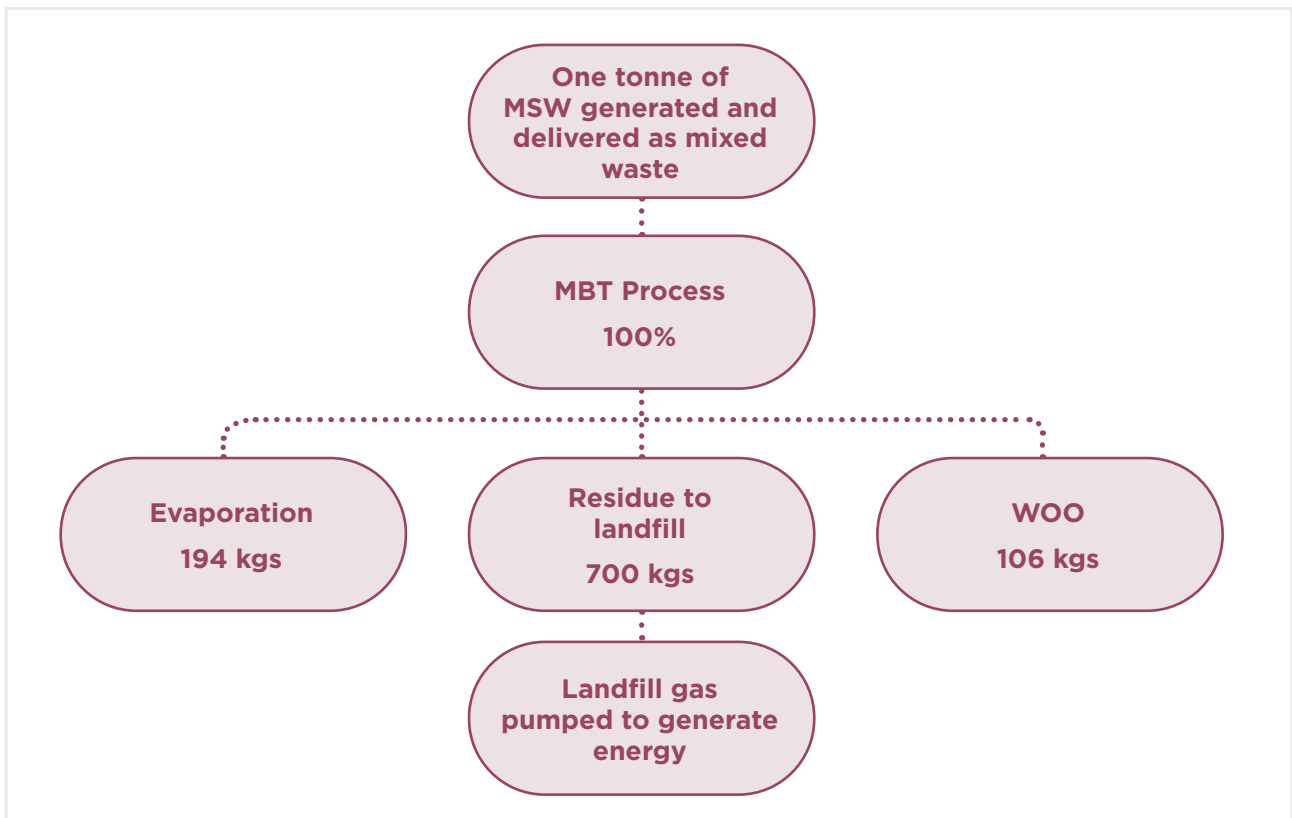 One tonne of
MSW generated and
delivered as mixed
waste
MBT Process
100%
Evaporation
194 kgs
Residue to
landfill
700 kgs
WOO
106 kgs
Landfill gas
pumped to generate
energy